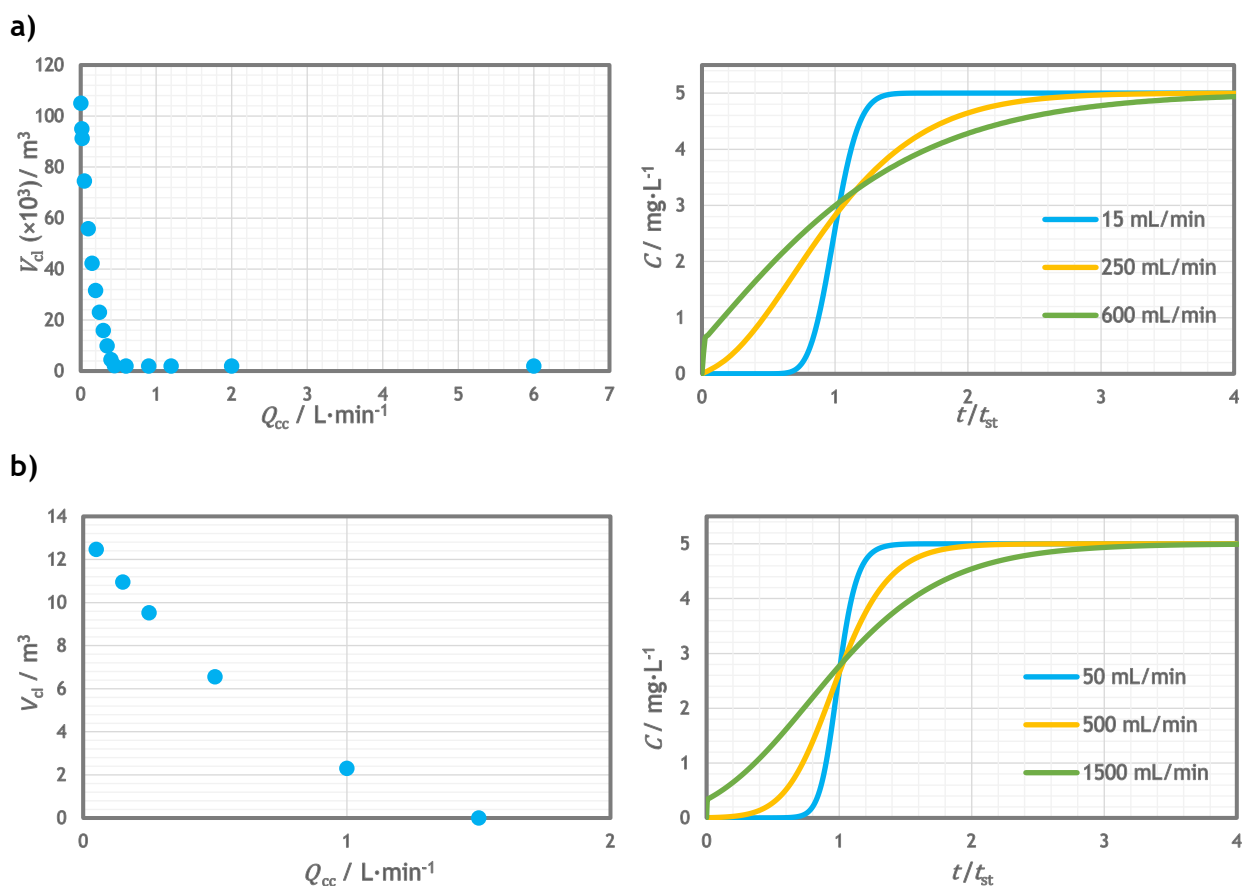 a)
120
100
80
60
40
20
0
V_cl (×10³)/ m³
0 1 2 3 4 5 6 7
Q_cc / L·min⁻¹
5
4
3
2
1
0
C / mg·L⁻¹
15 mL/min
250 mL/min
600 mL/min
0 1 2 3 4
t/t_st
b)
14
12
10
8
6
4
2
0
V_cl / m³
0 1 2
Q_cc / L·min⁻¹
5
4
3
2
1
0
C / mg·L⁻¹
50 mL/min
500 mL/min
1500 mL/min
0 1 2 3 4
t/t_st